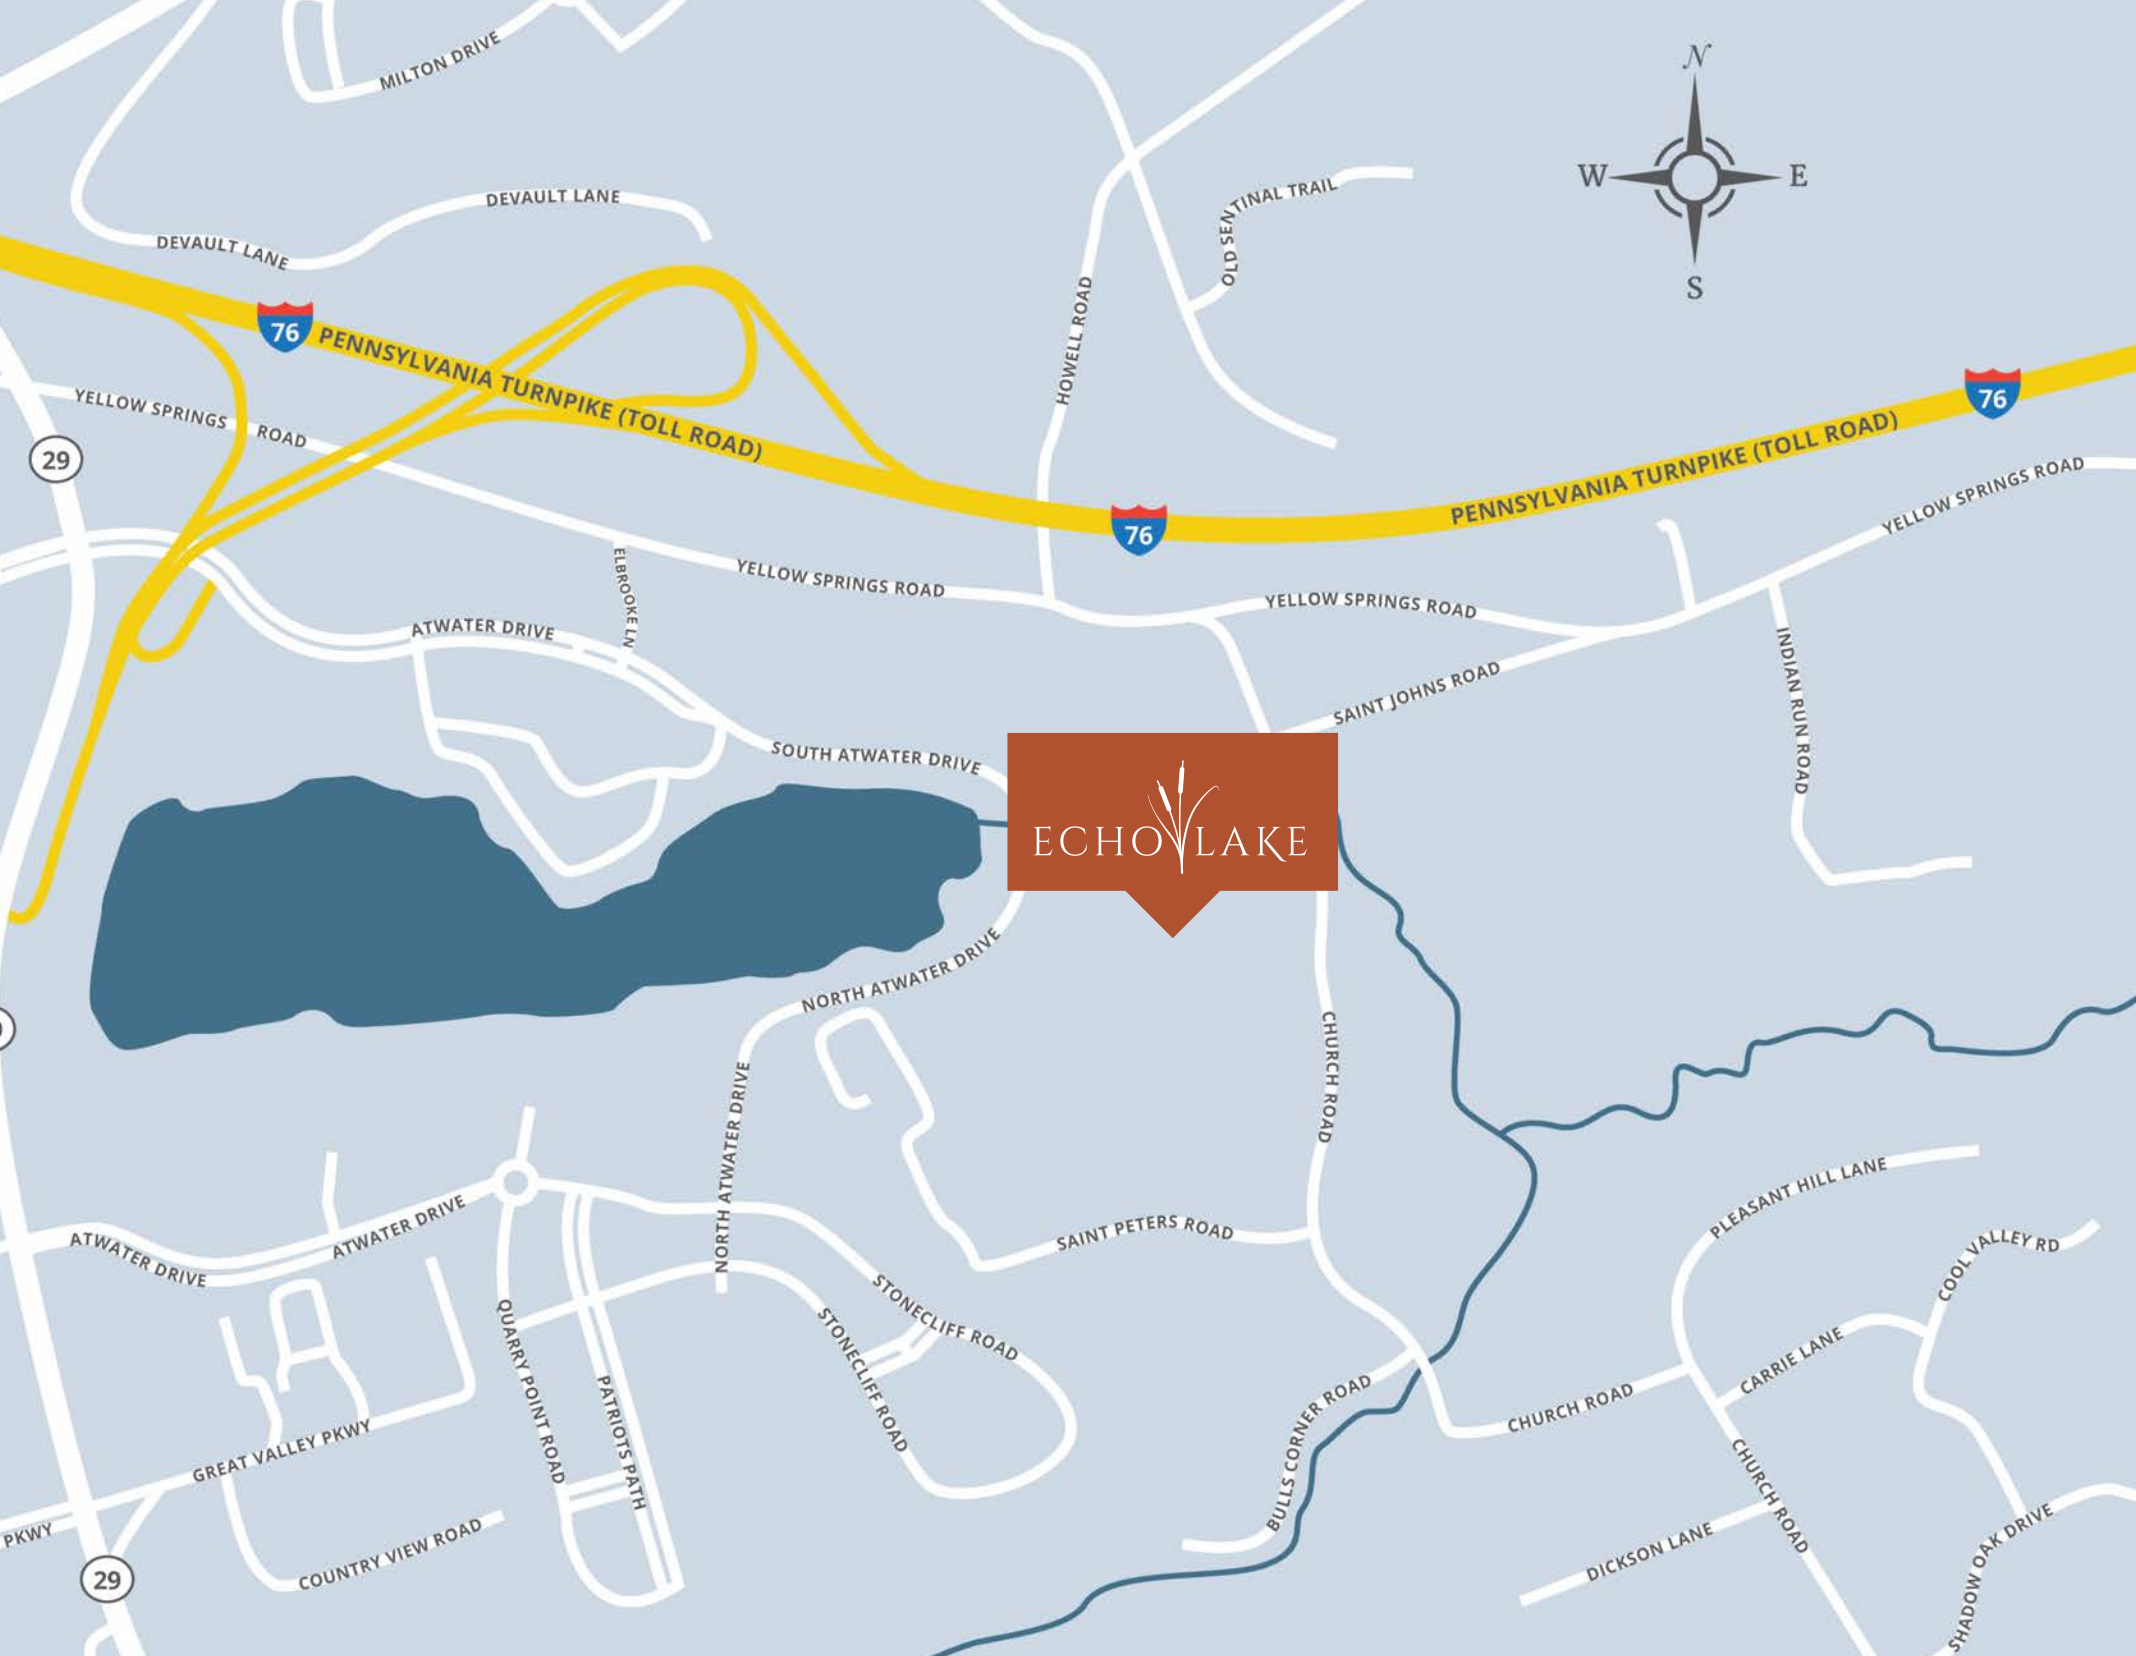 MILTON DRIVE
N
W
E
S
DEVAULT LANE
OLD SENTINAL TRAIL
DEVAULT LANE
HOWELL ROAD
76
PENNSYLVANIA TURNPIKE (TOLL ROAD)
76
YELLOW SPRINGS ROAD
29
PENNSYLVANIA TURNPIKE (TOLL ROAD)
YELLOW SPRINGS ROAD
76
ELBROOKE LN
YELLOW SPRINGS ROAD
YELLOW SPRINGS ROAD
ATWATER DRIVE
INDIAN RUN ROAD
SAINT JOHNS ROAD
SOUTH ATWATER DRIVE
ECHO LAKE
NORTH ATWATER DRIVE
CHURCH ROAD
NORTH ATWATER DRIVE
PLEASANT HILL LANE
ATWATER DRIVE
ATWATER DRIVE
SAINT PETERS ROAD
COOL VALLEY RD
STONECLIFF ROAD
QUARRY POINT ROAD
STONECLIFF ROAD
CARRIE LANE
PATRIOTS PATH
BULLS CORNER ROAD
CHURCH ROAD
GREAT VALLEY PKWY
CHURCH ROAD
PKWY
COUNTRY VIEW ROAD
DICKSON LANE
SHADOW OAK DRIVE
29